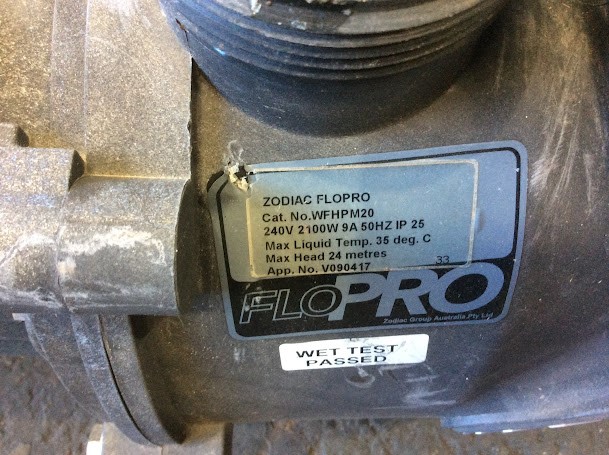 ZODIAC FLOPRO
Cat. No.WFHPM20
240V 2100W 9A 50HZ IP 25
Max Liquid Temp. 35 deg. C
Max Head 24 metres
App. No. V090417
33
FLOPRO
Zodiac Group Australia Pty Ltd
WET TEST
PASSED